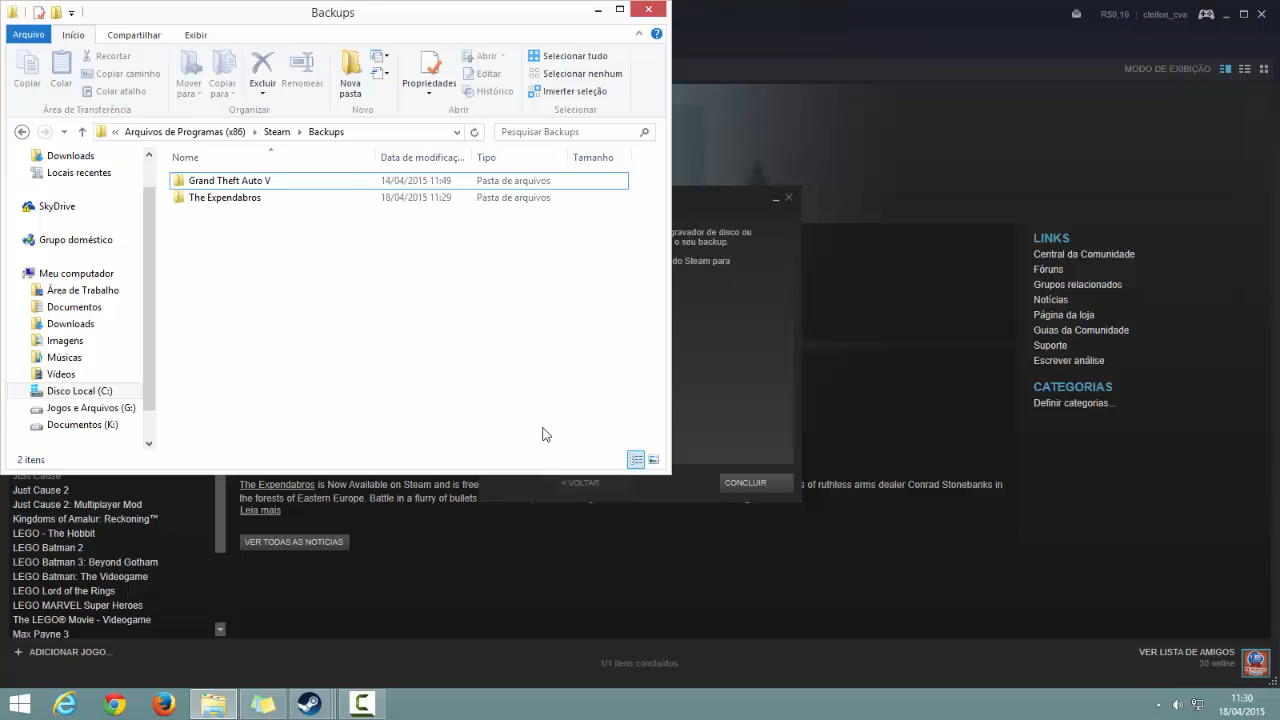 Backups
R$0,16
cleiton_cva
Arquivo
Início
Compartilhar
Exibir
Copiar
Colar
Recortar
Copiar caminho
Colar atalho
Mover para
Copiar para
Excluir
Renomear
Nova pasta
Propriedades
Abrir
Editar
Histórico
Selecionar tudo
Selecionar nenhum
Inverter seleção
Área de Transferência
Organizar
Novo
Abrir
Selecionar
MODO DE EXIBIÇÃO
« Arquivos de Programas (x86)
Steam
Backups
Pesquisar Backups
Nome
Data de modificaç...
Tipo
Tamanho
Grand Theft Auto V
14/04/2015 11:49
Pasta de arquivos
The Expendabros
18/04/2015 11:29
Pasta de arquivos
Downloads
Locais recentes
SkyDrive
Grupo doméstico
Meu computador
Área de Trabalho
Documentos
Downloads
Imagens
Músicas
Vídeos
Disco Local (C:)
Jogos e Arquivos (G:)
Documentos (K:)
2 itens
gravador de disco ou
o seu backup.
do Steam para
< VOLTAR
CONCLUIR
LINKS
Central da Comunidade
Fóruns
Grupos relacionados
Notícias
Página da loja
Guias da Comunidade
Suporte
Escrever análise
CATEGORIAS
Definir categorias...
Just Cause
Just Cause 2
Just Cause 2: Multiplayer Mod
Kingdoms of Amalur: Reckoning™
LEGO - The Hobbit
LEGO Batman 2
LEGO Batman 3: Beyond Gotham
LEGO Batman: The Videogame
LEGO Lord of the Rings
LEGO MARVEL Super Heroes
The LEGO® Movie - Videogame
Max Payne 3
The Expendabros is Now Available on Steam and is free
s of ruthless arms dealer Conrad Stonebanks in
the forests of Eastern Europe. Battle in a flurry of bullets
Leia mais
VER TODAS AS NOTÍCIAS
+ ADICIONAR JOGO...
1/1 itens concluídos
VER LISTA DE AMIGOS
30 online
11:30
18/04/2015